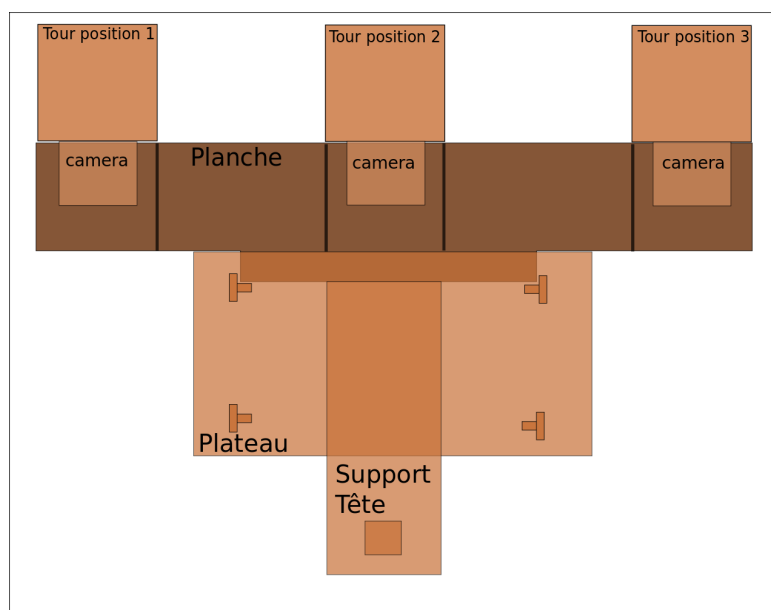 Tour position 1
Tour position 2
Tour position 3
camera
Planche
camera
camera
Plateau
Support
Tête